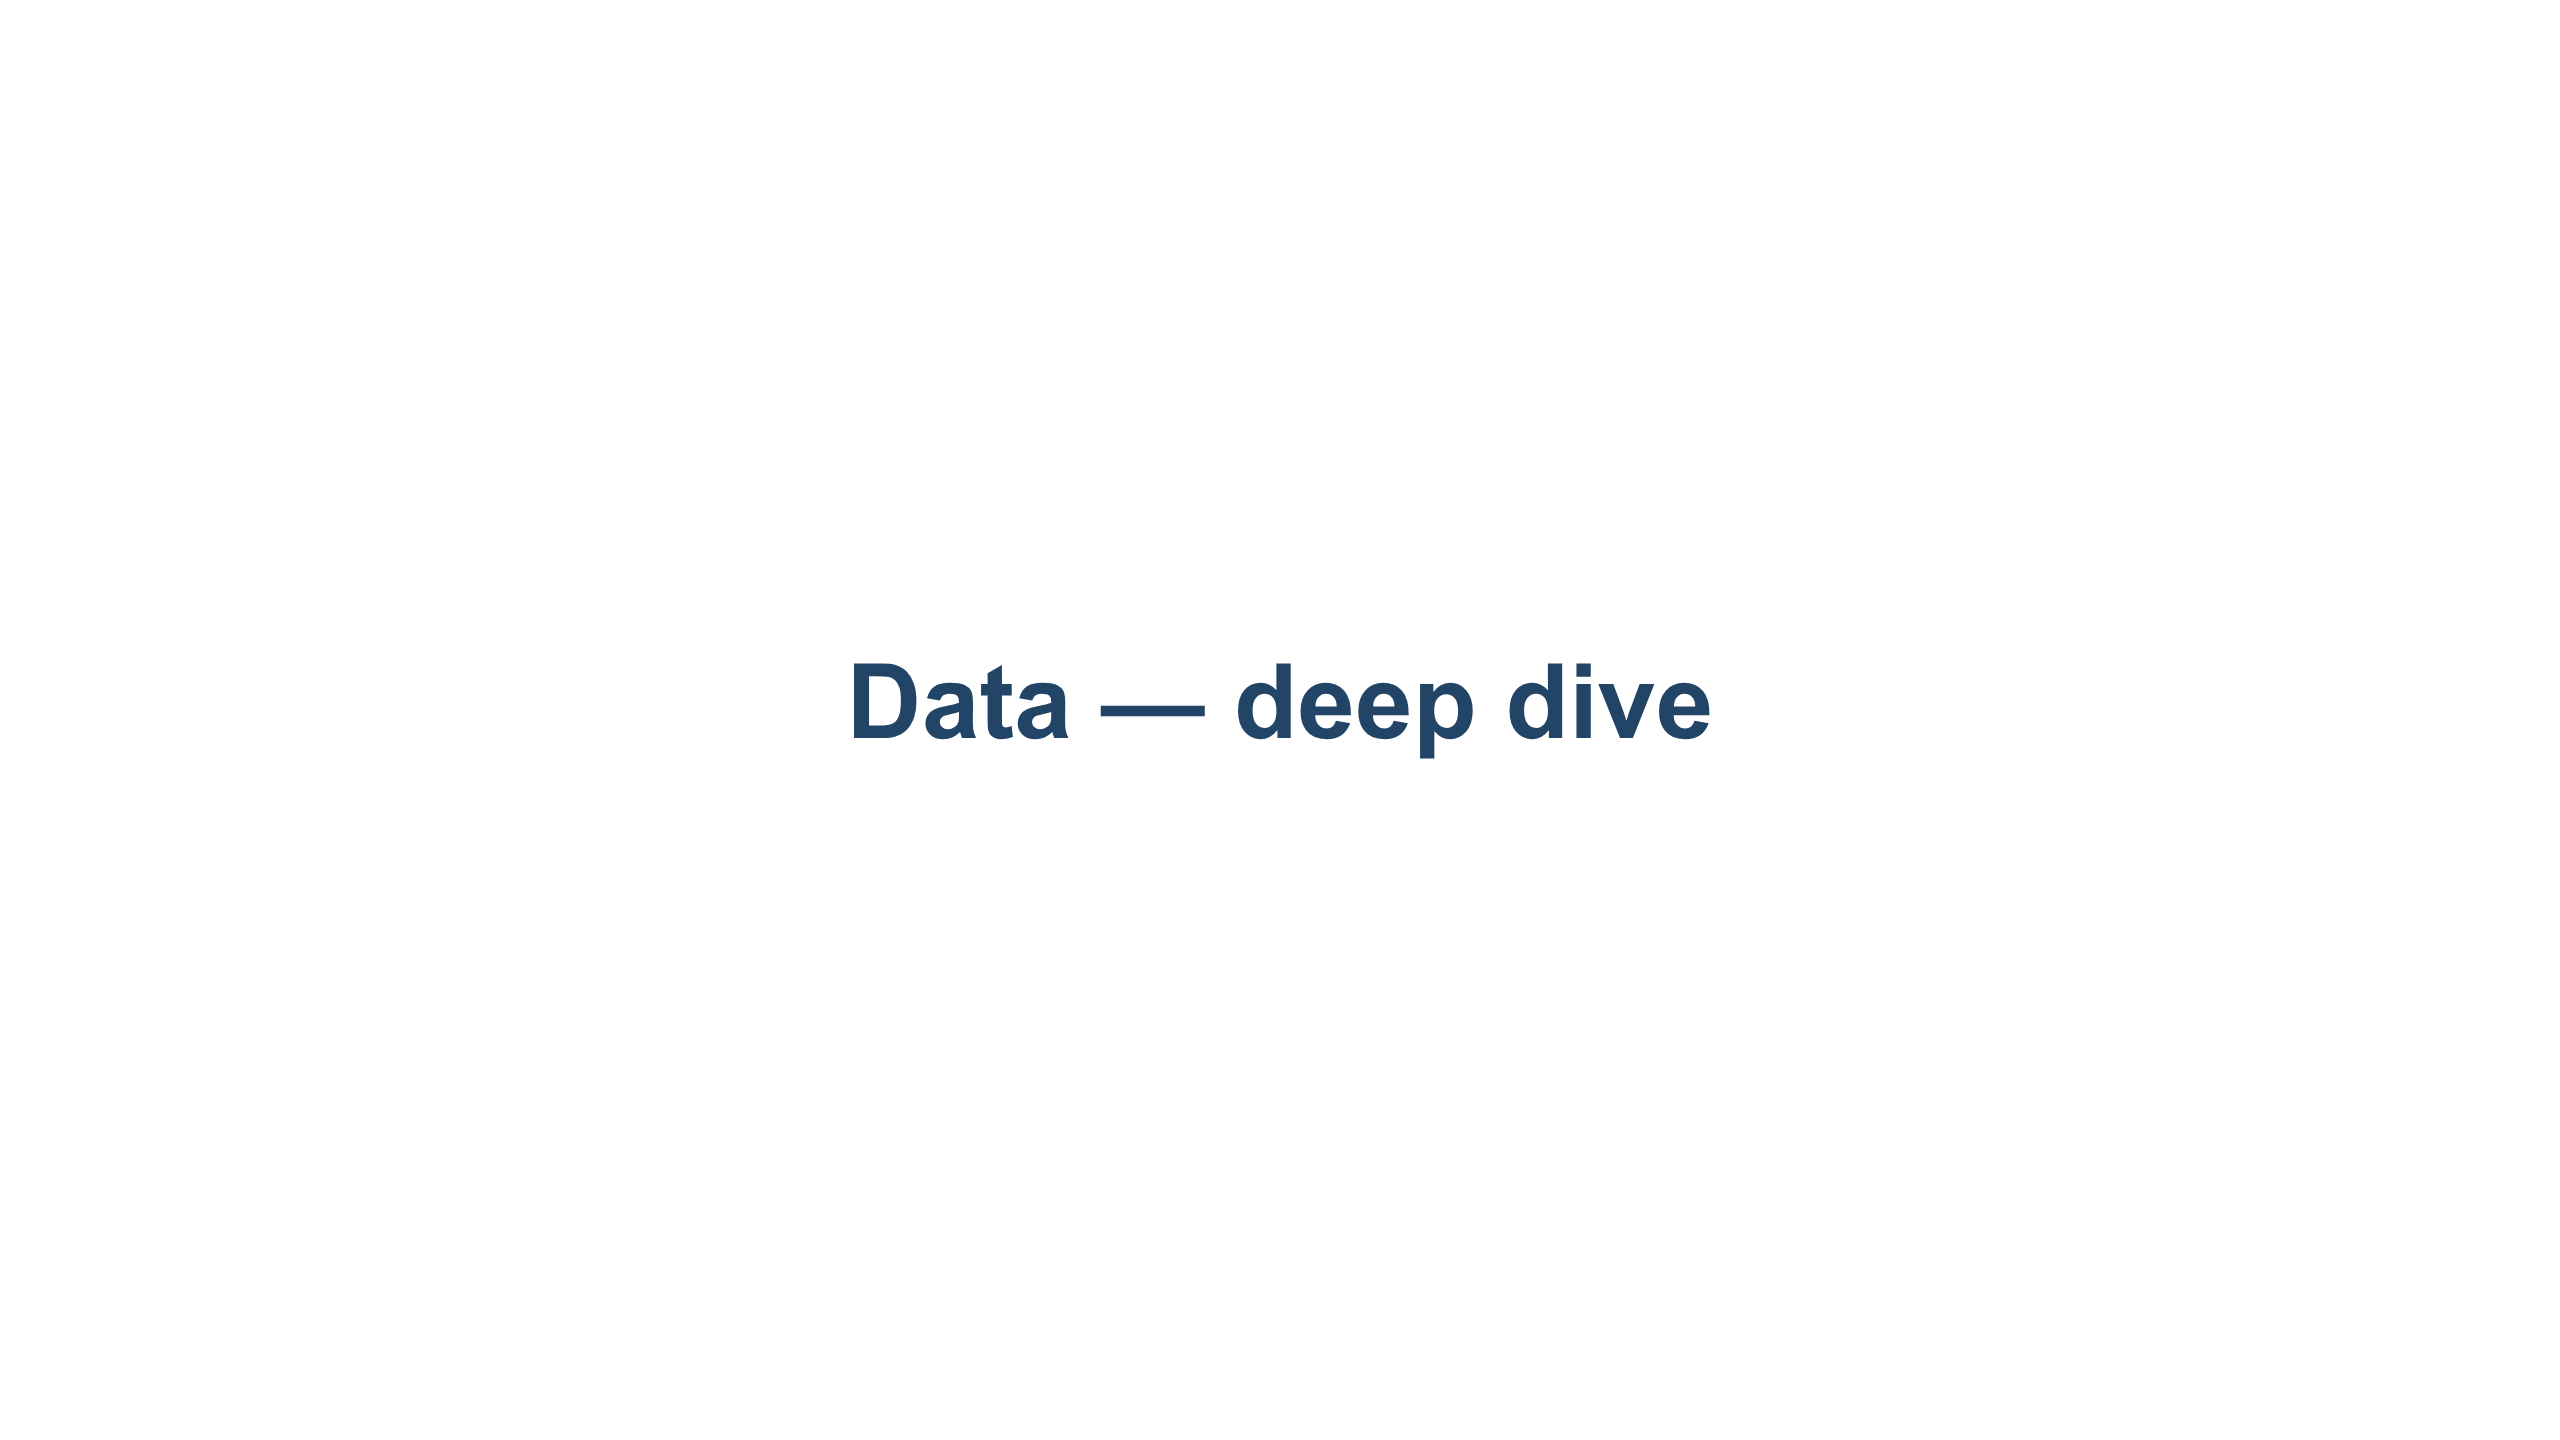 Data — deep dive